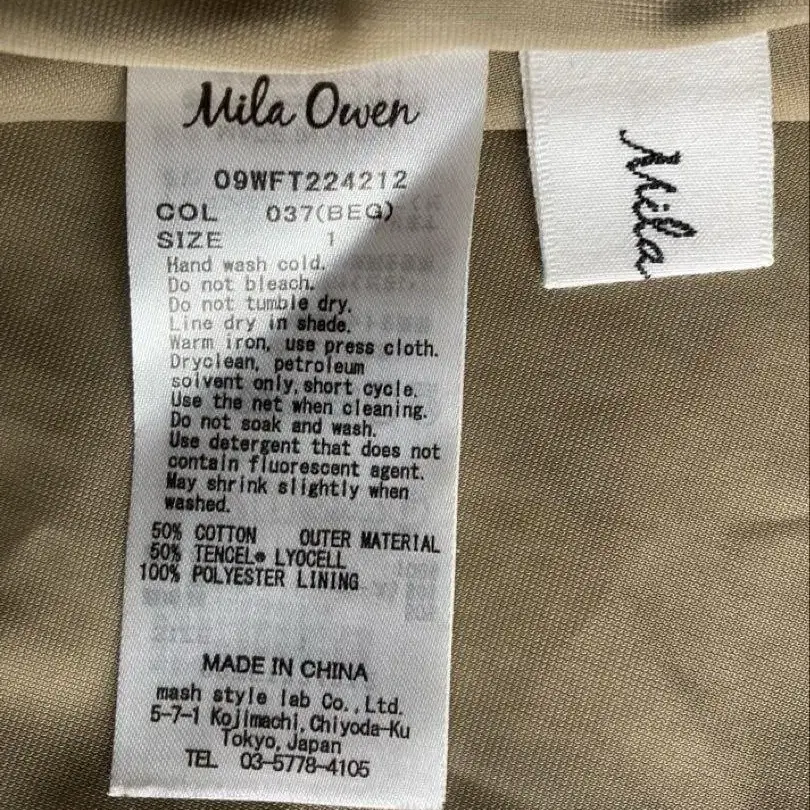 Mila Owen
09WFT224212
COL 037(BEG)
SIZE 1
Hand wash cold.
Do not bleach.
Do not tumble dry.
Line dry in shade.
Warm iron, use press cloth.
Dryclean, petroleum
solvent only, short cycle.
Use the net when cleaning.
Do not soak and wash.
Use detergent that does not
contain fluorescent agent.
May shrink slightly when
washed.
50% COTTON OUTER MATERIAL
50% TENCEL® LYOCELL
100% POLYESTER LINING
MADE IN CHINA
mash style lab Co.,Ltd.
5-7-1 Kojimachi,Chiyoda-Ku
Tokyo,Japan
TEL 03-5778-4105
Mila